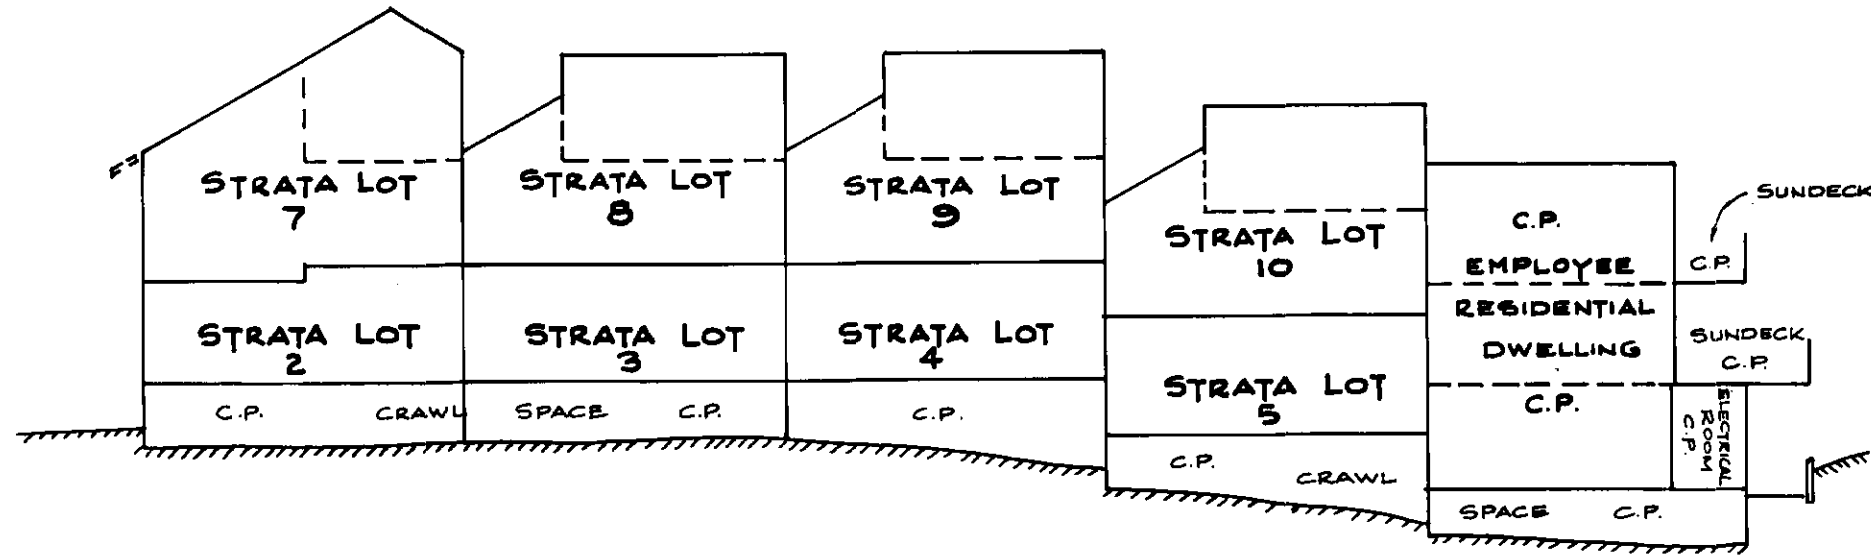 STRATA LOT
7
STRATA LOT
8
STRATA LOT
9
STRATA LOT
10
C.P.
EMPLOYEE
RESIDENTIAL
DWELLING
C.P.
SUNDECK
C.P.
SUNDECK
C.P.
STRATA LOT
2
STRATA LOT
3
STRATA LOT
4
STRATA LOT
5
C.P. CRAWL SPACE C.P.
C.P.
C.P. CRAWL
SPACE C.P.
ELECTRICAL
ROOM
C.P.